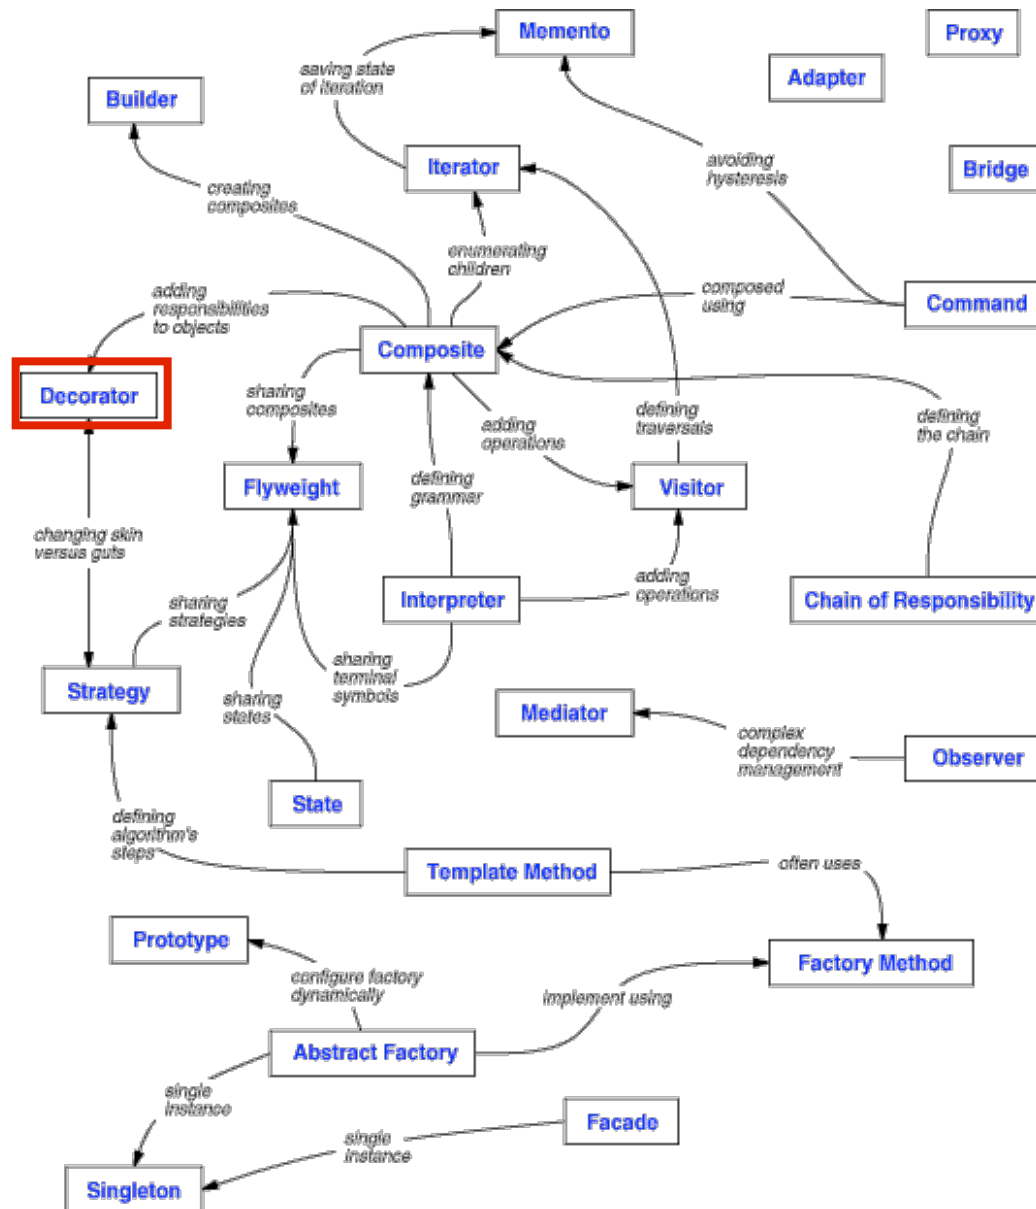 Memento
Proxy
saving state
of iteration
Adapter
Builder
avoiding
hysteresis
Iterator
Bridge
creating
composites
enumerating
children
adding
responsibilities
to objects
composed
using
Command
Composite
Decorator
sharing
composites
adding
operations
defining
traversals
defining
the chain
defining
grammar
Flyweight
Visitor
changing skin
versus guts
adding
operations
sharing
strategies
Interpreter
Chain of Responsibility
sharing
terminal
symbols
Strategy
sharing
states
Mediator
complex
dependency
management
Observer
State
defining
algorithm's
steps
Template Method
often uses
Prototype
Factory Method
configure factory
dynamically
implement using
Abstract Factory
single
instance
Facade
single
instance
Singleton